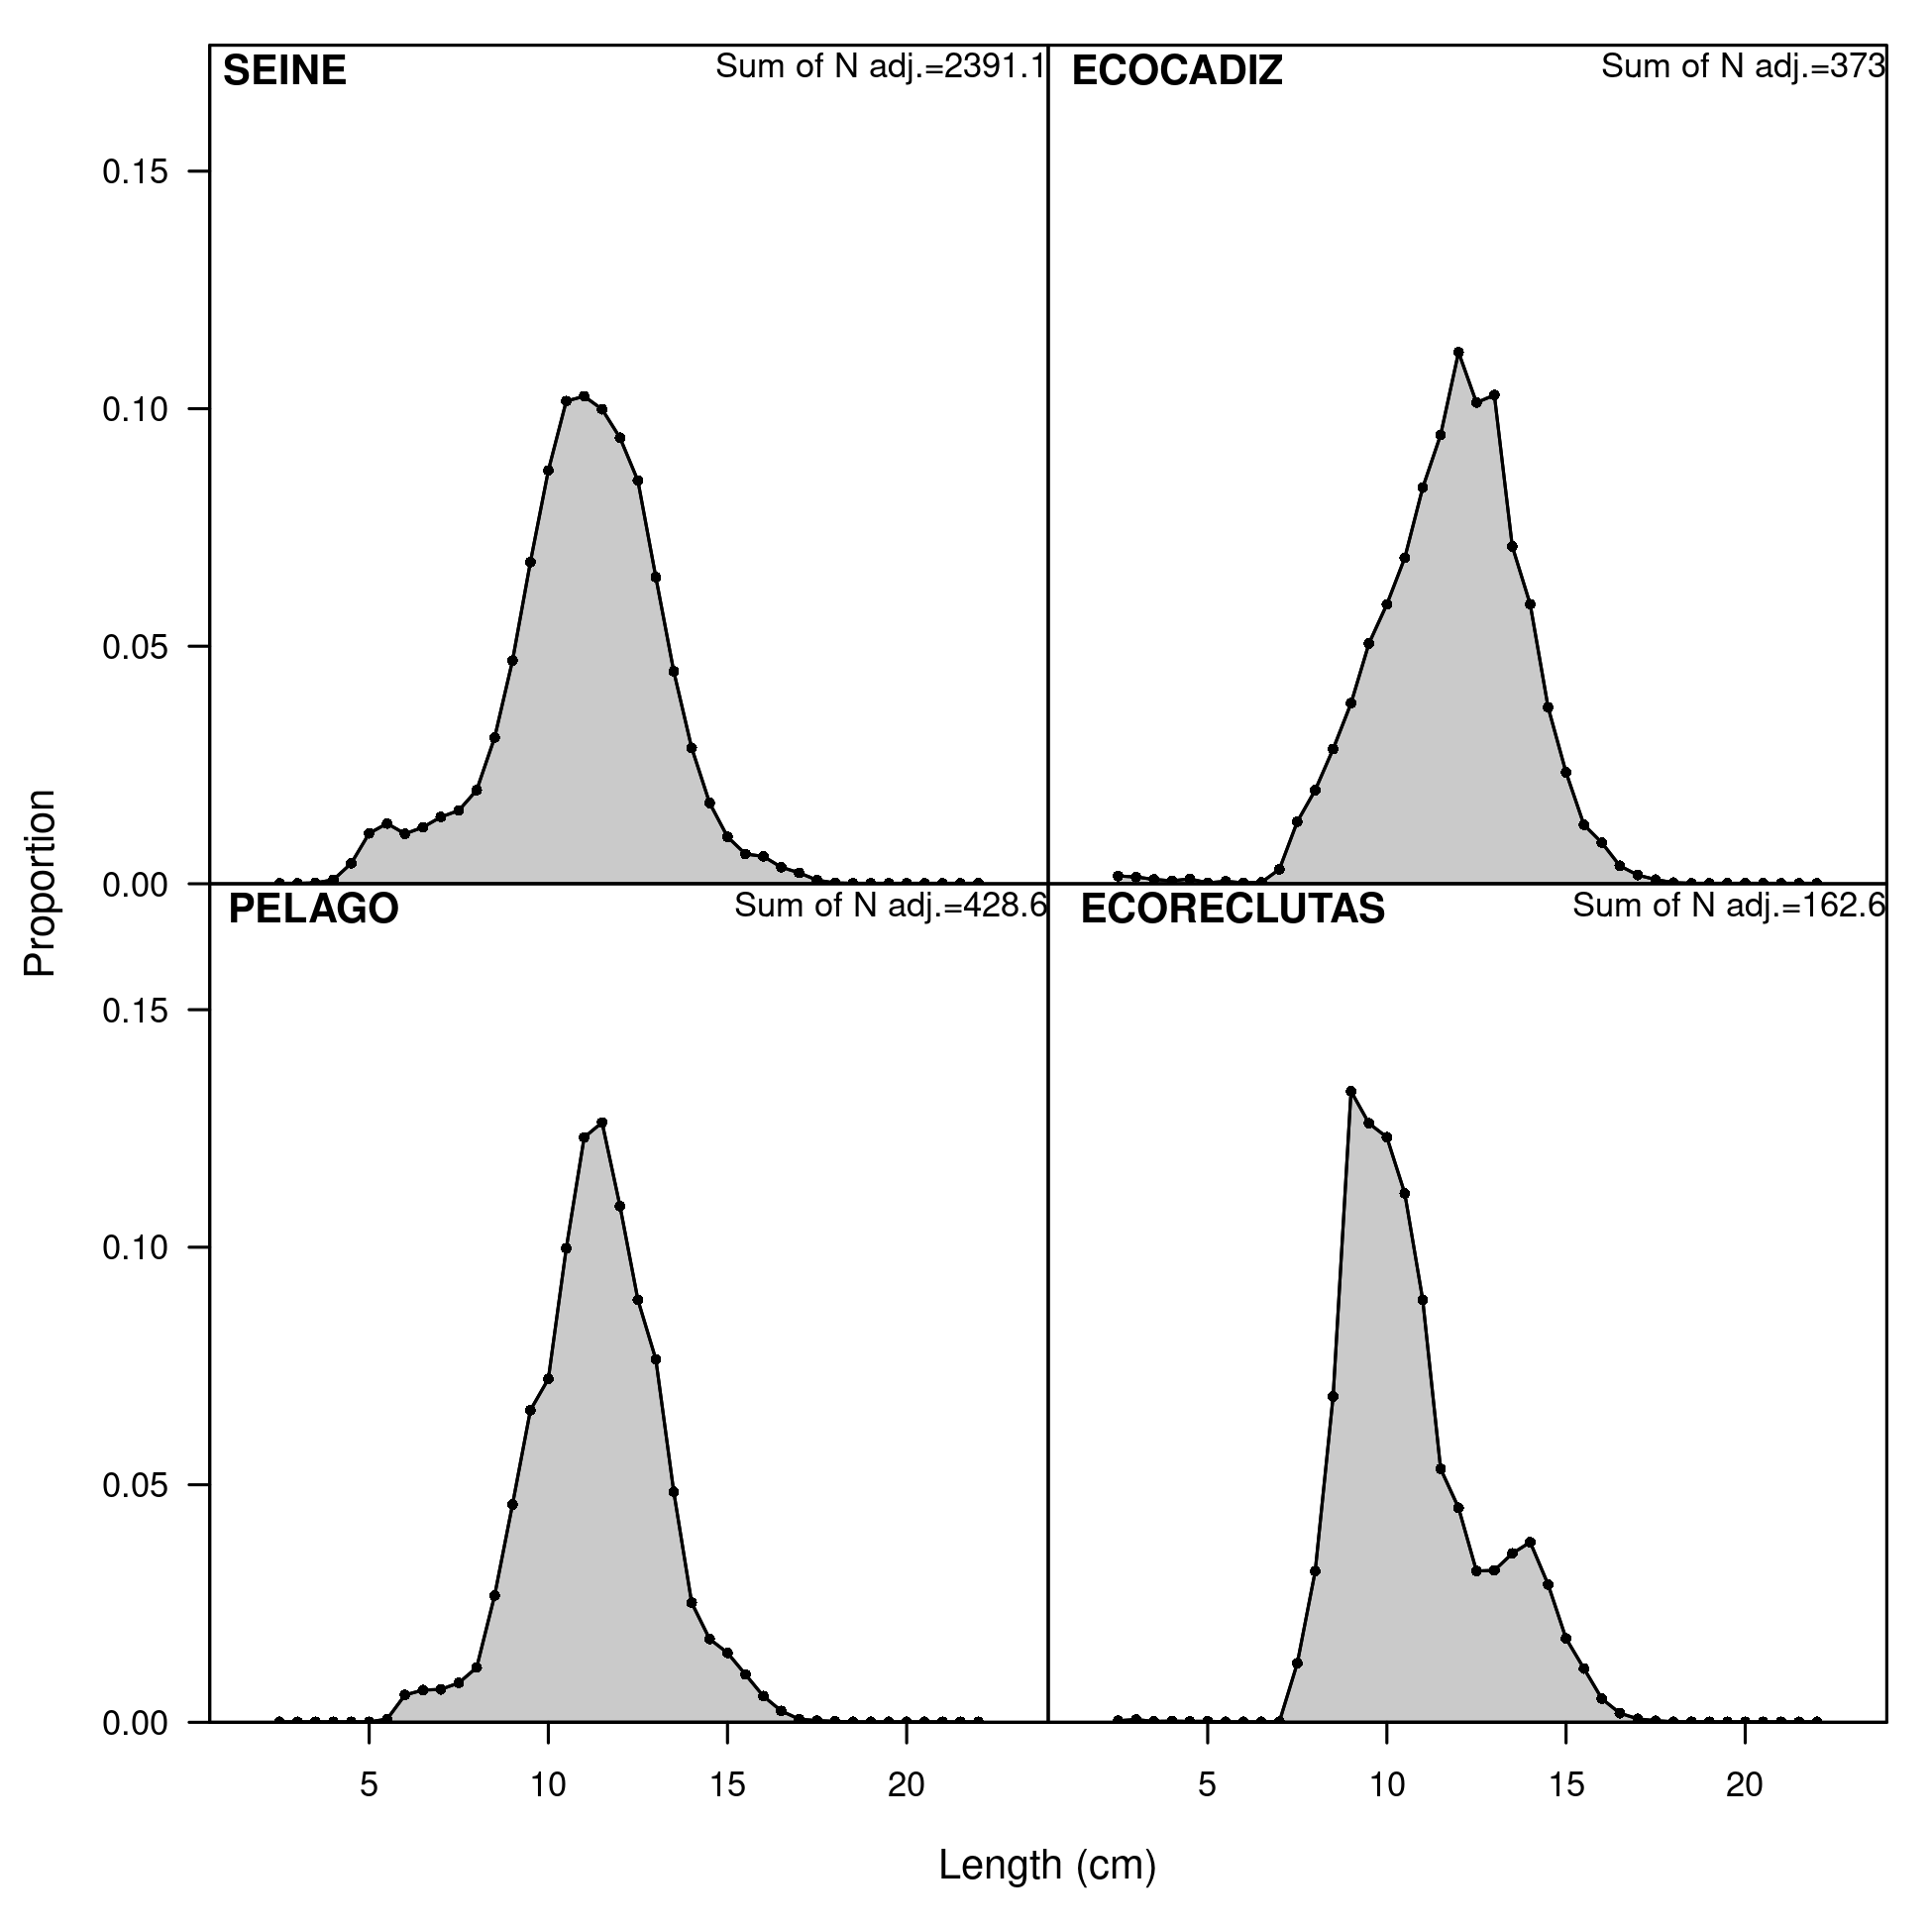 SEINE Sum of N adj.=2391.1
ECOCADIZ Sum of N adj.=373
0.15
0.10
0.05
0.00
PELAGO Sum of N adj.=428.6
ECORECLUTAS Sum of N adj.=162.6
0.15
0.10
0.05
0.00
5 10 15 20
5 10 15 20
Proportion
Length (cm)